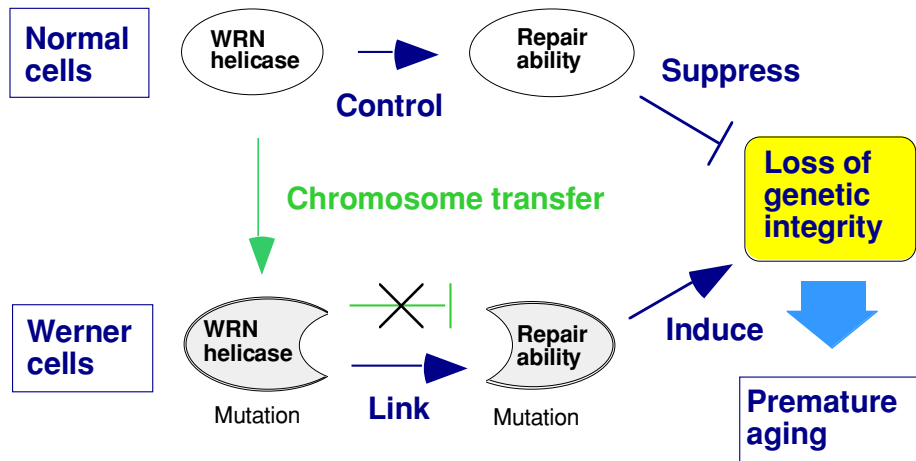 Normal
cells
WRN
helicase
Control
Repair
ability
Suppress
Loss of
genetic
integrity
Chromosome transfer
Werner
cells
WRN
helicase
Mutation
Link
Repair
ability
Mutation
Induce
Premature
aging